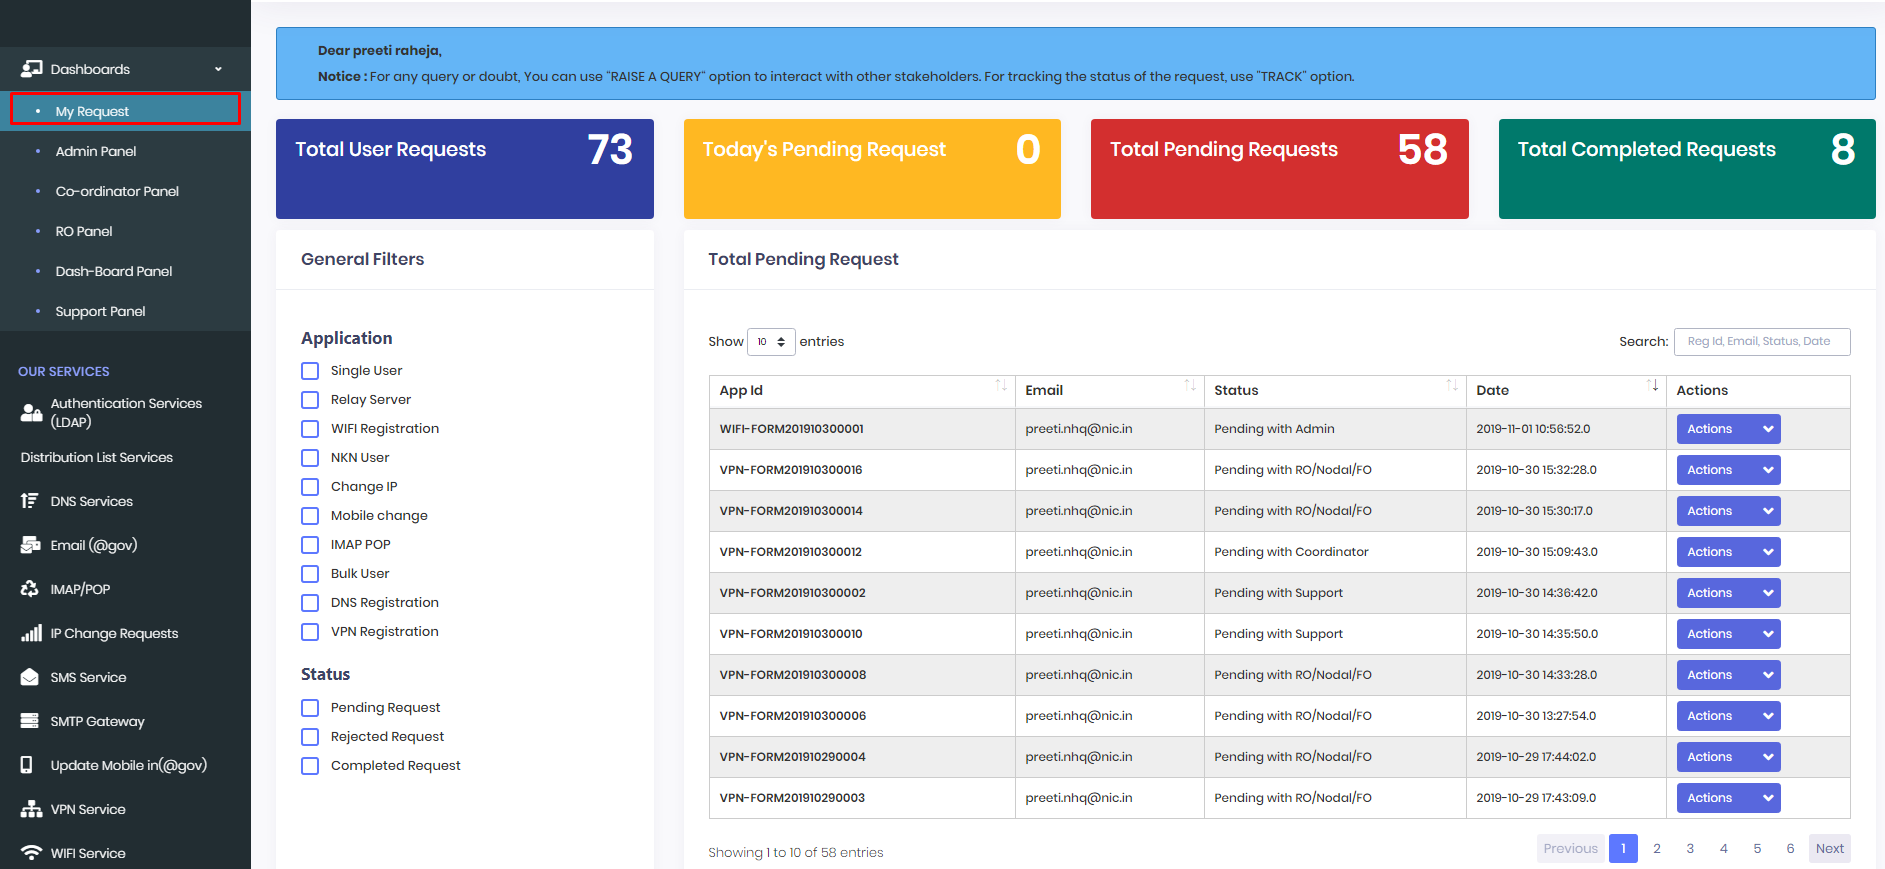 Dashboards
My Request
Admin Panel
Co-ordinator Panel
RO Panel
Dash-Board Panel
Support Panel
OUR SERVICES
Authentication Services
(LDAP)
Distribution List Services
DNS Services
Email (@gov)
IMAP/POP
IP Change Requests
SMS Service
SMTP Gateway
Update Mobile in(@gov)
VPN Service
WIFI Service
Dear preeti raheja,
Notice : For any query or doubt, You can use "RAISE A QUERY" option to interact with other stakeholders. For tracking the status of the request, use "TRACK" option.
Total User Requests 73
Today's Pending Request 0
Total Pending Requests 58
Total Completed Requests 8
General Filters
Application
Single User
Relay Server
WIFI Registration
NKN User
Change IP
Mobile change
IMAP POP
Bulk User
DNS Registration
VPN Registration
Status
Pending Request
Rejected Request
Completed Request
Total Pending Request
Show 10 entries
Search: Reg Id, Email, Status, Date
App Id Email Status Date Actions
WIFI-FORM201910300001 preeti.nhq@nic.in Pending with Admin 2019-11-01 10:56:52.0 Actions
VPN-FORM201910300016 preeti.nhq@nic.in Pending with RO/Nodal/FO 2019-10-30 15:32:28.0 Actions
VPN-FORM201910300014 preeti.nhq@nic.in Pending with RO/Nodal/FO 2019-10-30 15:30:17.0 Actions
VPN-FORM201910300012 preeti.nhq@nic.in Pending with Coordinator 2019-10-30 15:09:43.0 Actions
VPN-FORM201910300002 preeti.nhq@nic.in Pending with Support 2019-10-30 14:36:42.0 Actions
VPN-FORM201910300010 preeti.nhq@nic.in Pending with Support 2019-10-30 14:35:50.0 Actions
VPN-FORM201910300008 preeti.nhq@nic.in Pending with RO/Nodal/FO 2019-10-30 14:33:28.0 Actions
VPN-FORM201910300006 preeti.nhq@nic.in Pending with RO/Nodal/FO 2019-10-30 13:27:54.0 Actions
VPN-FORM201910290004 preeti.nhq@nic.in Pending with RO/Nodal/FO 2019-10-29 17:44:02.0 Actions
VPN-FORM201910290003 preeti.nhq@nic.in Pending with RO/Nodal/FO 2019-10-29 17:43:09.0 Actions
Showing 1 to 10 of 58 entries
Previous 1 2 3 4 5 6 Next